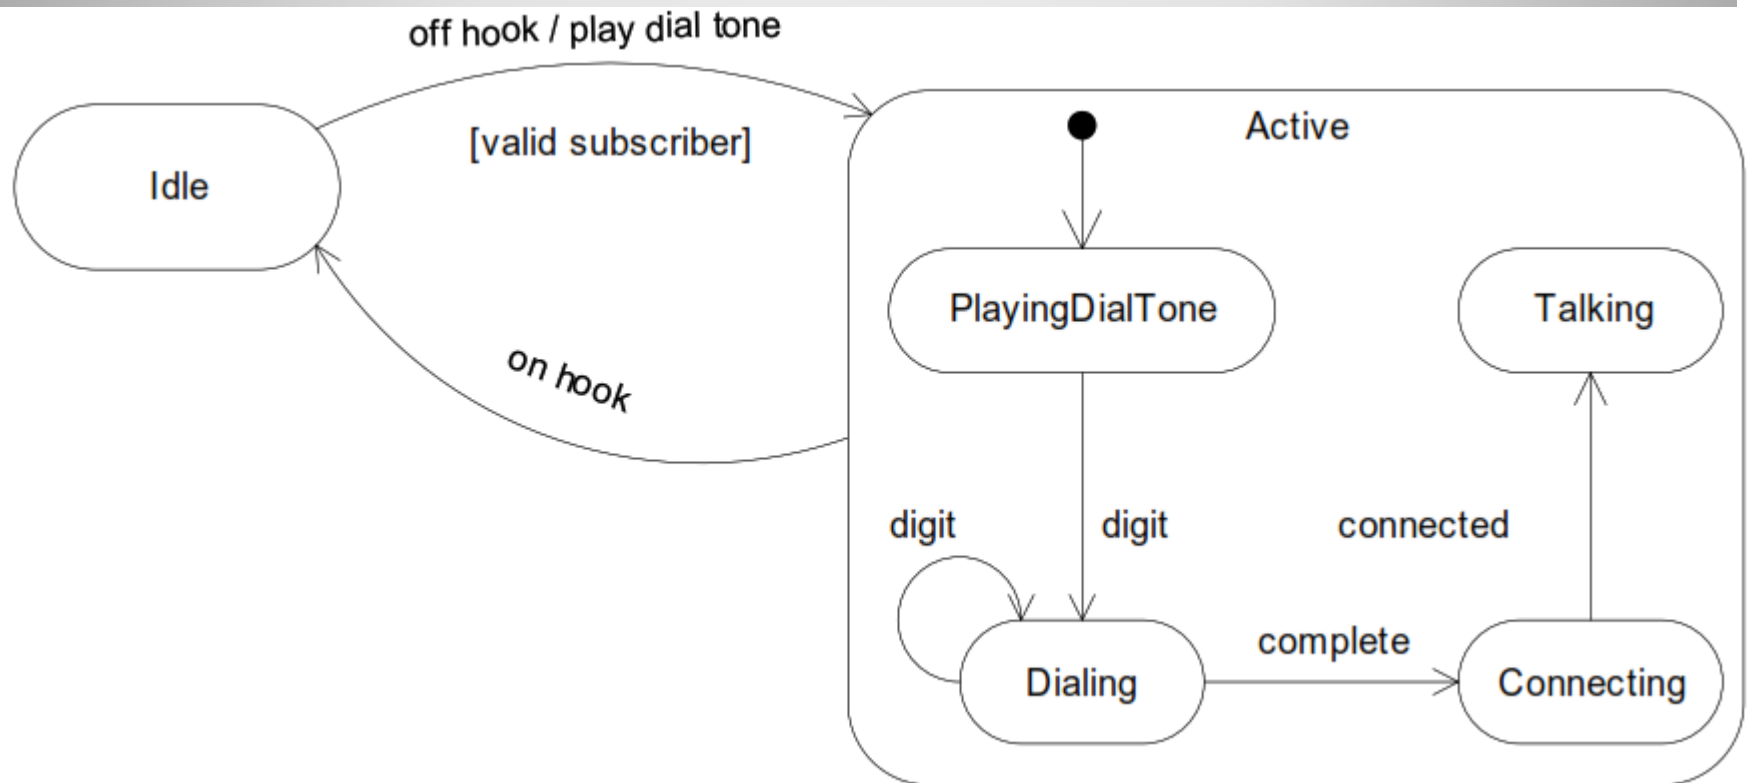 off hook / play dial tone
[valid subscriber]
Active
Idle
PlayingDialTone
Talking
on hook
digit
digit
connected
complete
Dialing
Connecting